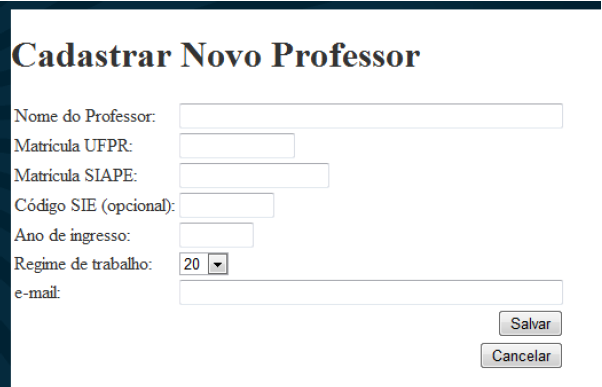 Cadastrar Novo Professor
Nome do Professor:
Matricula UFPR:
Matricula SIAPE:
Código SIE (opcional):
Ano de ingresso:
Regime de trabalho: 20
e-mail:
Salvar
Cancelar